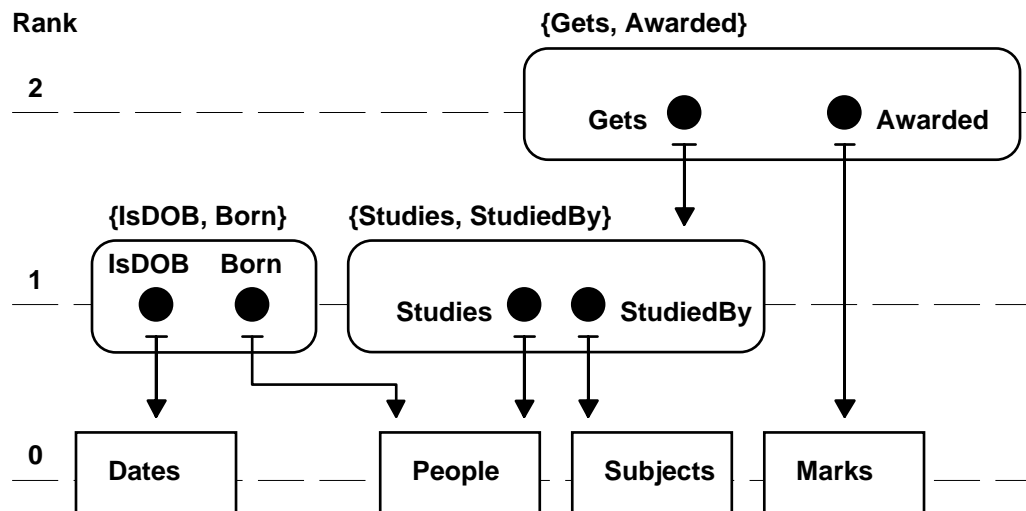 Rank
{Gets, Awarded}
2
Gets
Awarded
{IsDOB, Born}
{Studies, StudiedBy}
IsDOB
Born
1
Studies
StudiedBy
0
Dates
People
Subjects
Marks